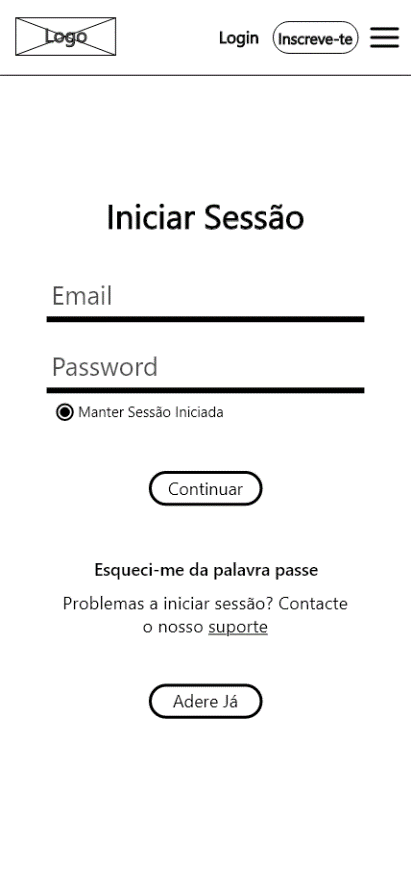 Logo
Login
Inscreve-te
Iniciar Sessão
Email
Password
Manter Sessão Iniciada
Continuar
Esqueci-me da palavra passe
Problemas a iniciar sessão? Contacte
o nosso suporte
Adere Já